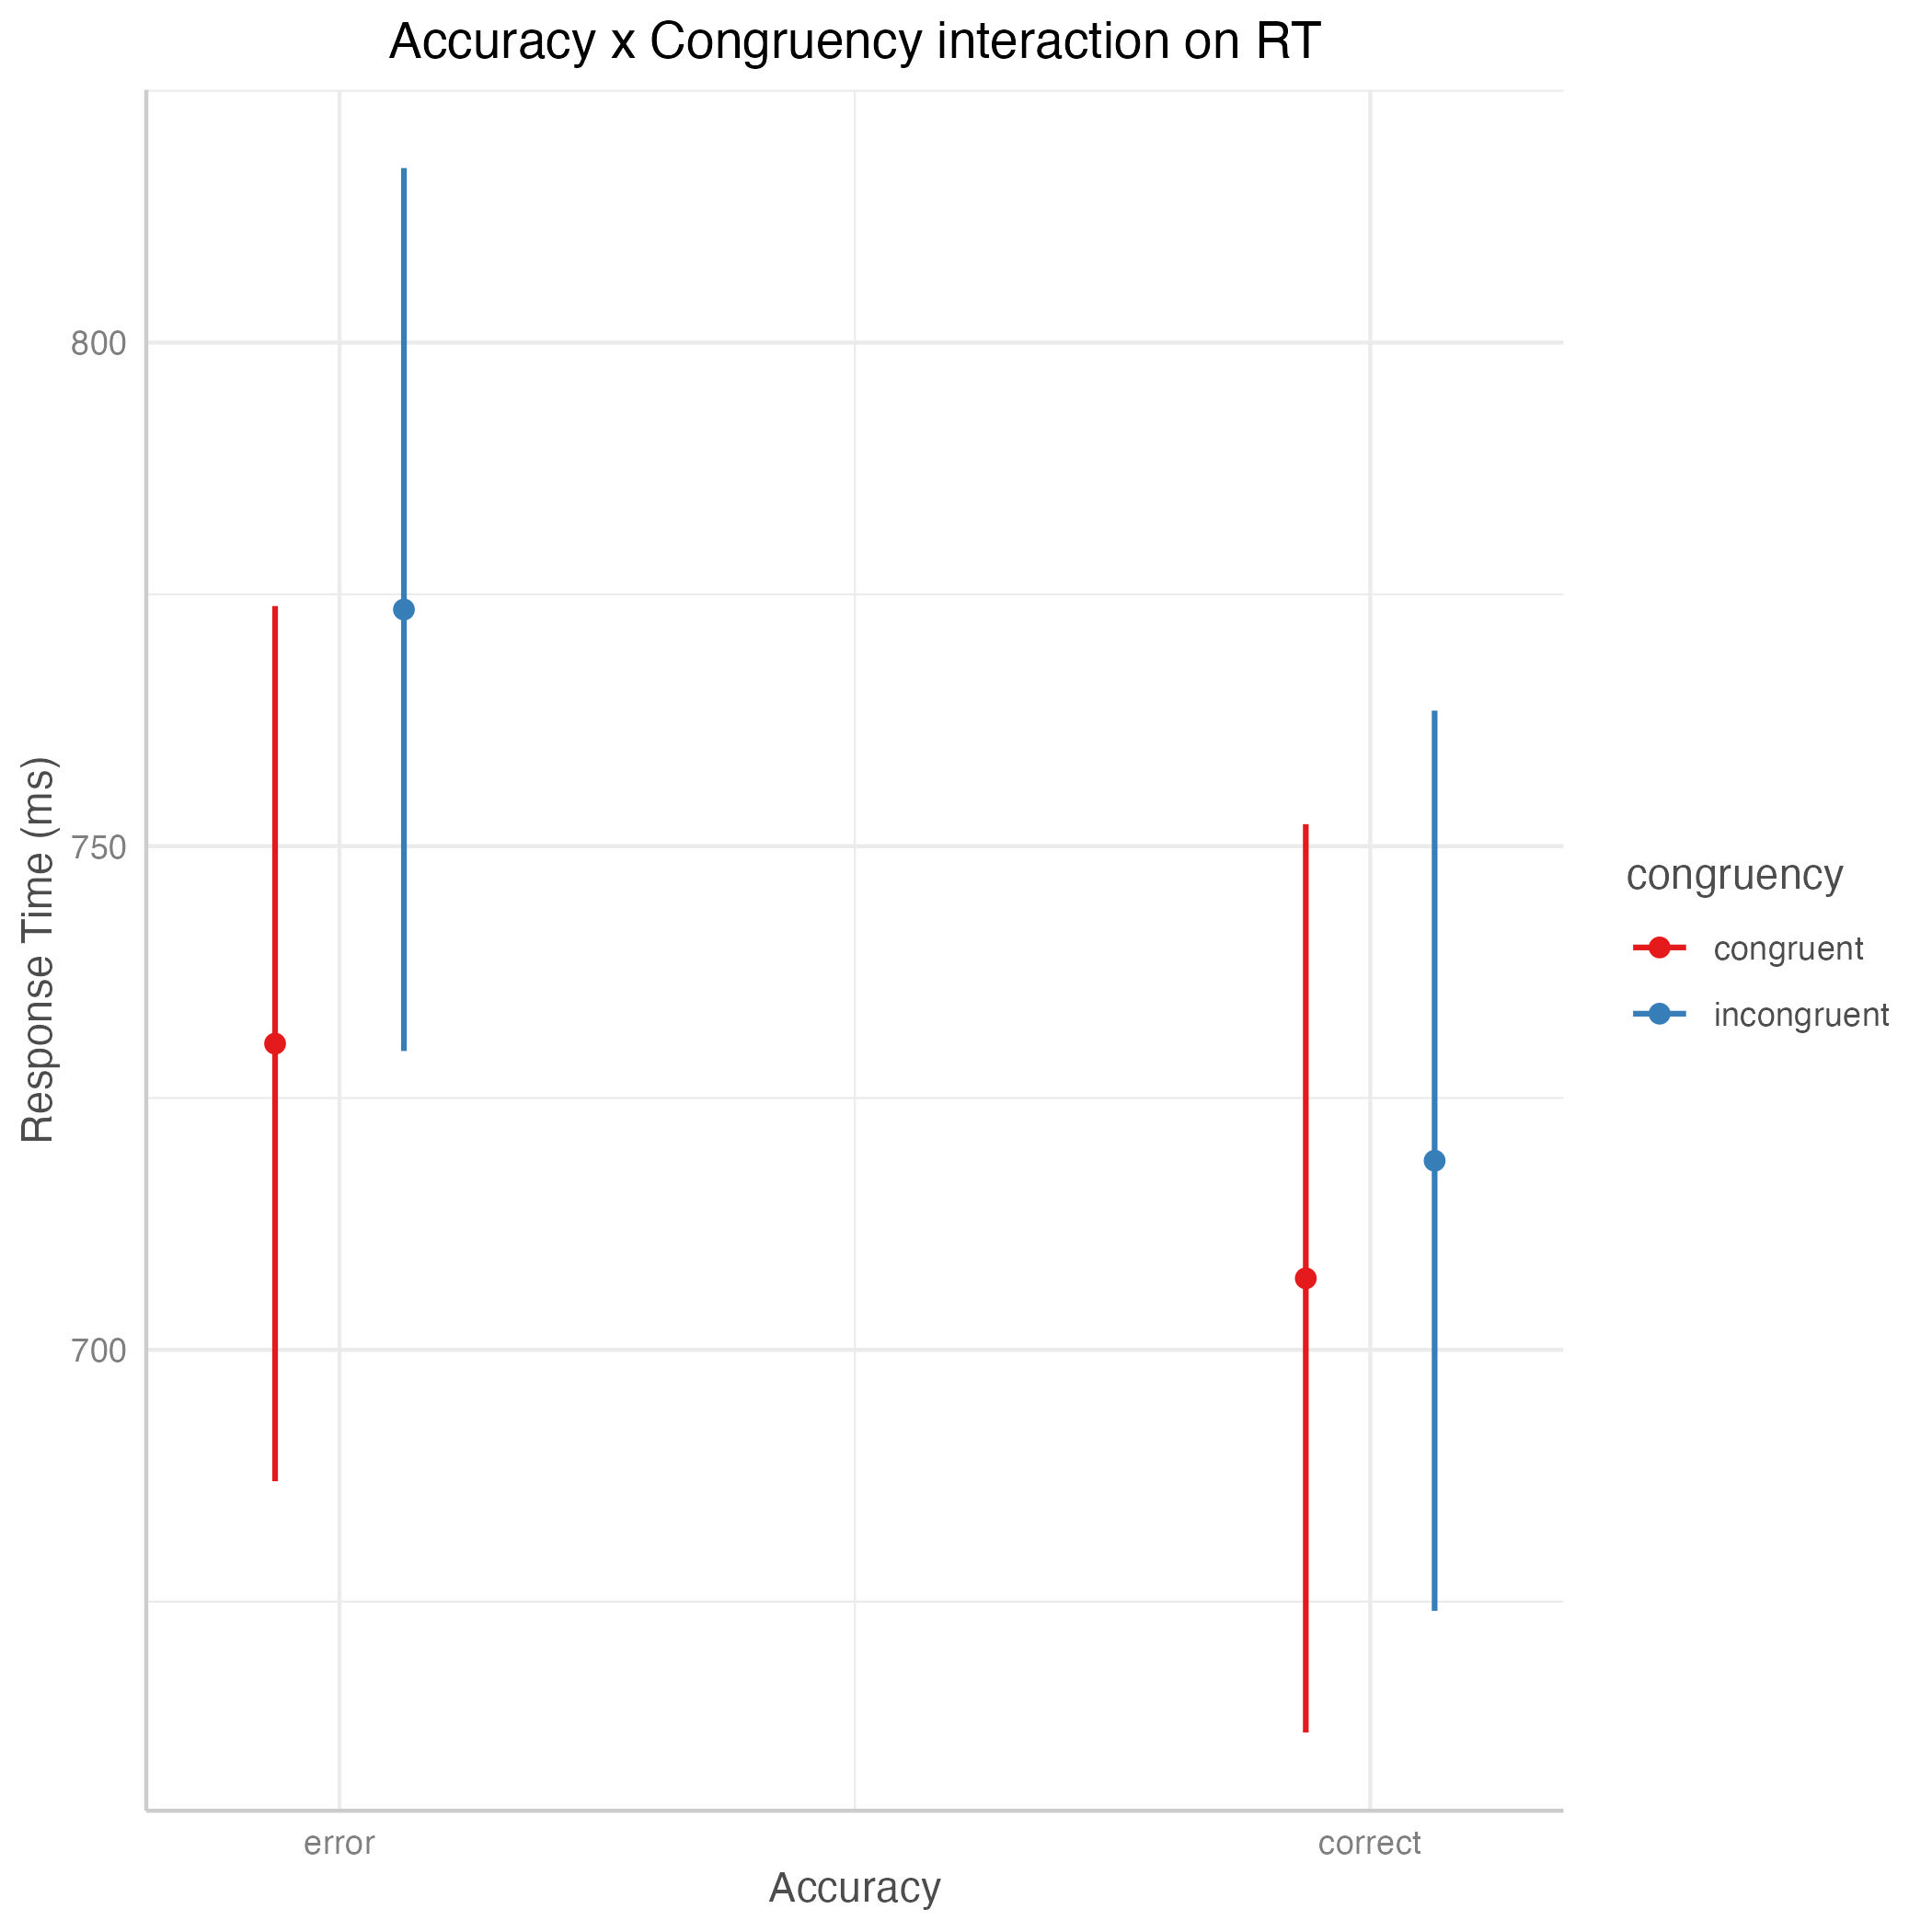 Accuracy x Congruency interaction on RT
Response Time (ms)
800
750
700
error
correct
Accuracy
congruency
congruent
incongruent